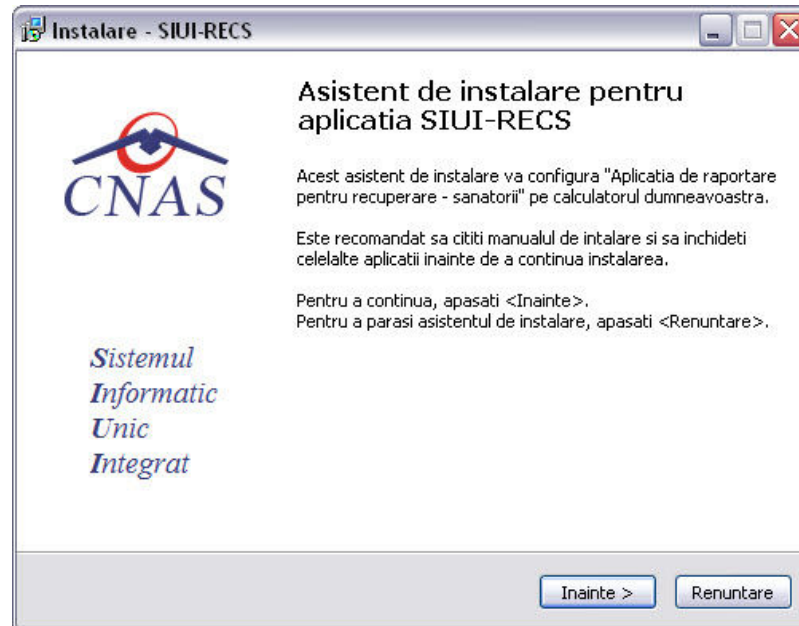 Instalare - SIUI-RECS
Asistent de instalare pentru
aplicatia SIUI-RECS
CNAS
Acest asistent de instalare va configura "Aplicatia de raportare
pentru recuperare - sanatorii" pe calculatorul dumneavoastra.
Este recomandat sa cititi manualul de intalare si sa inchideti
celelalte aplicatii inainte de a continua instalarea.
Pentru a continua, apasati <Inainte>.
Pentru a parasi asistentul de instalare, apasati <Renuntare>.
Sistemul
Informatic
Unic
Integrat
Inainte >
Renuntare